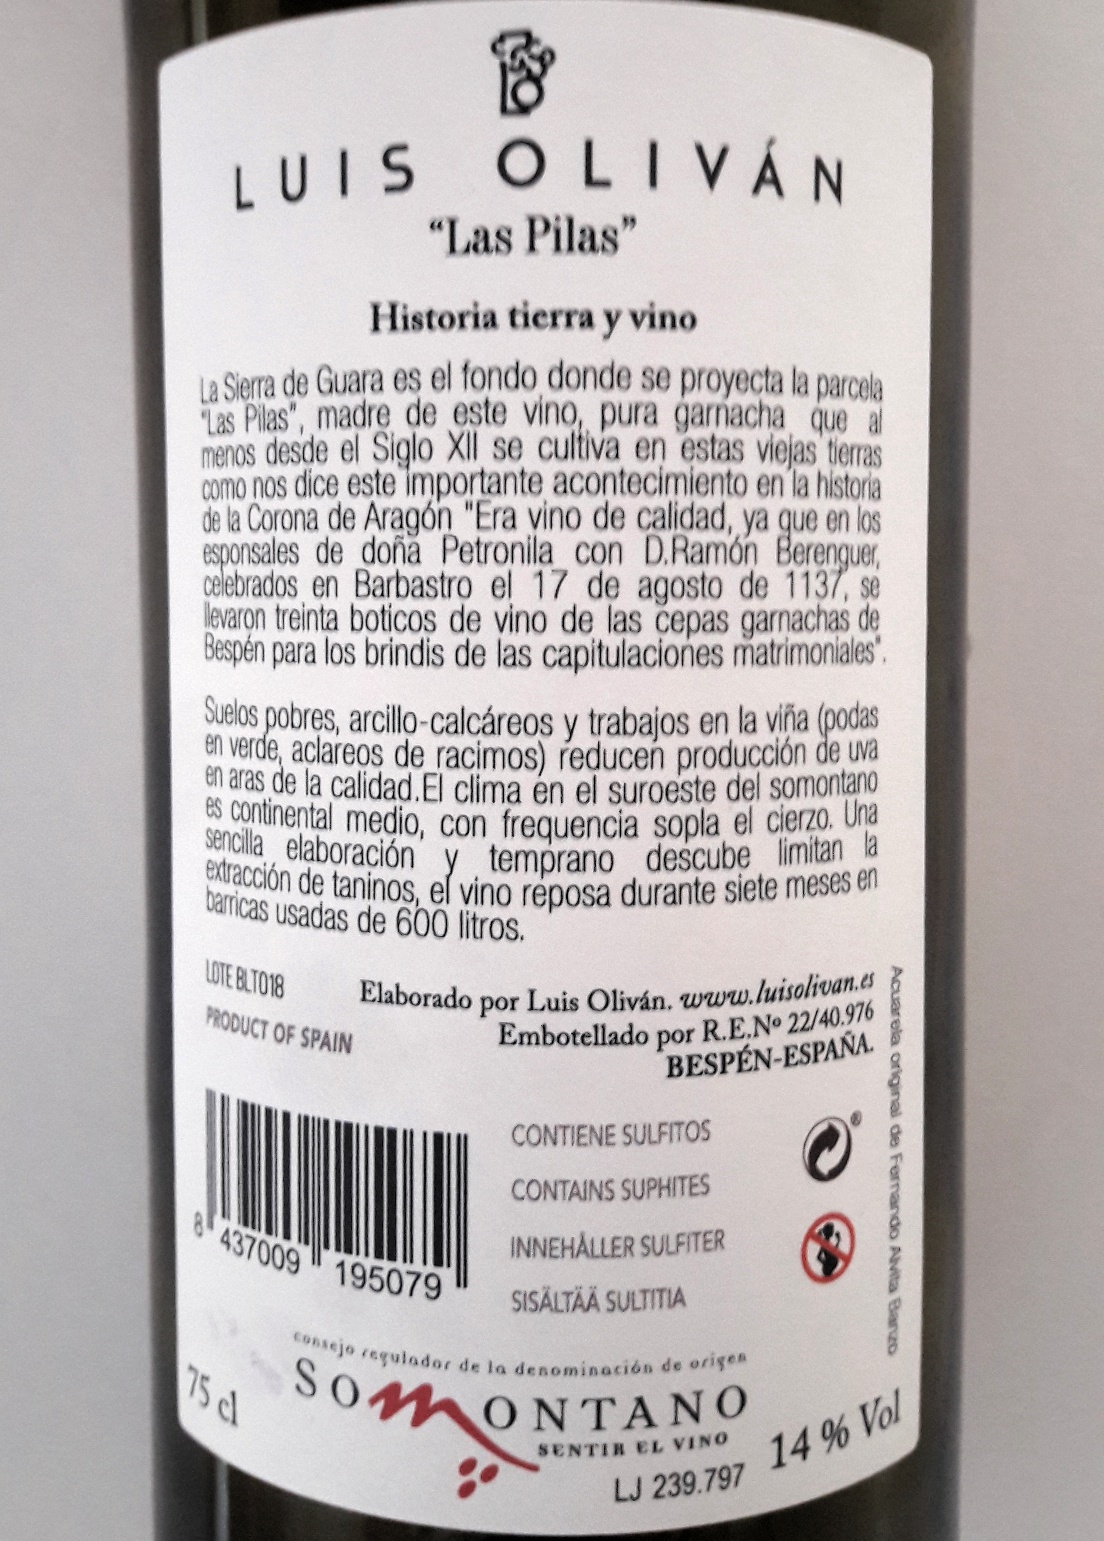 LUIS OLIVÁN
“Las Pilas”
Historia tierra y vino
La Sierra de Guara es el fondo donde se proyecta la parcela
"Las Pilas", madre de este vino, pura garnacha que al
menos desde el Siglo XII se cultiva en estas viejas tierras
como nos dice este importante acontecimiento en la historia
de la Corona de Aragón "Era vino de calidad, ya que en los
esponsales de doña Petronila con D.Ramón Berenguer,
celebrados en Barbastro el 17 de agosto de 1137, se
llevaron treinta boticos de vino de las cepas garnachas de
Bespén para los brindis de las capitulaciones matrimoniales".
Suelos pobres, arcillo-calcáreos y trabajos en la viña (podas
en verde, aclareos de racimos) reducen producción de uva
en aras de la calidad.El clima en el suroeste del somontano
es continental medio, con frequencia sopla el cierzo. Una
sencilla elaboración y temprano descube limitan la
extracción de taninos, el vino reposa durante siete meses en
barricas usadas de 600 litros.
LOTE BLT018
PRODUCT OF SPAIN
Elaborado por Luis Oliván. www.luisolivan.es
Embotellado por R.E.Nº 22/40.976
BESPÉN-ESPAÑA.
Acuarela original de Fernando Alvira Banzo
CONTIENE SULFITOS
CONTAINS SUPHITES
INNEHÅLLER SULFITER
SISÄLTÄÄ SULTITIA
8 437009 195079
consejo regulador de la denominación de origen
SOMONTANO
SENTIR EL VINO
75 cl
LJ 239.797
14 % Vol